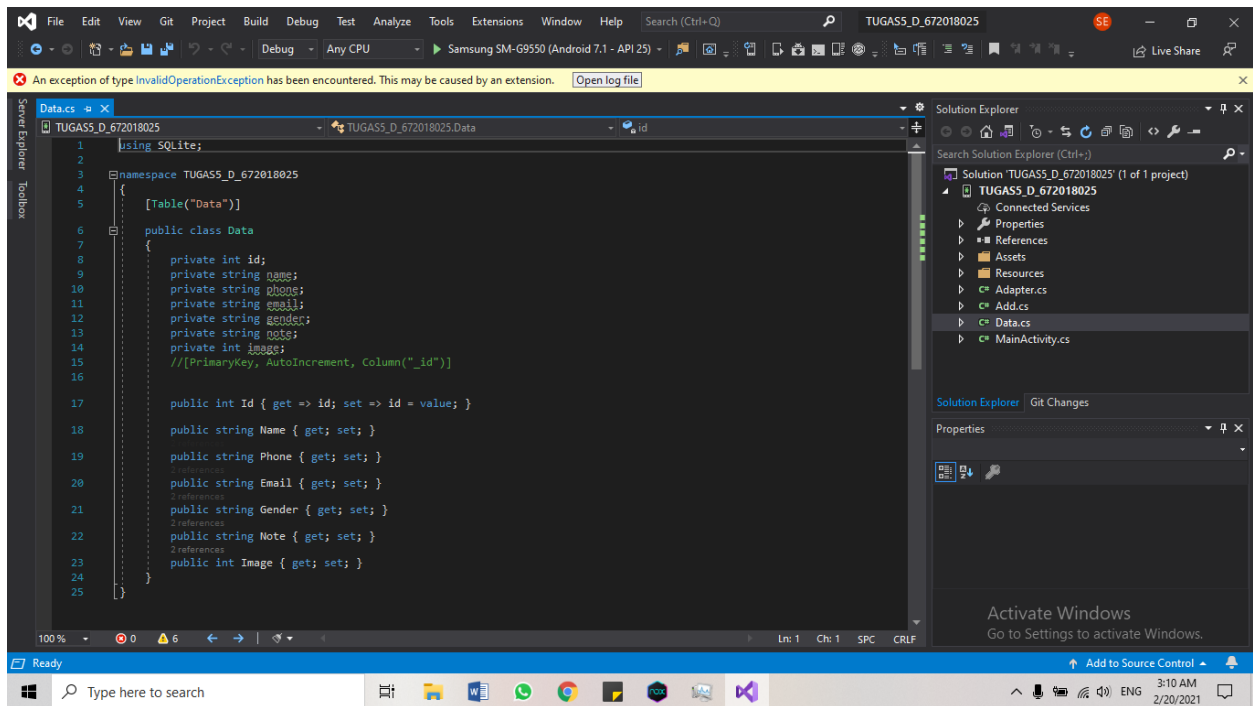 File Edit View Git Project Build Debug Test Analyze Tools Extensions Window Help Search (Ctrl+Q) TUGAS5_D_672018025 SE
Debug Any CPU Samsung SM-G9550 (Android 7.1 - API 25) Live Share
An exception of type InvalidOperationException has been encountered. This may be caused by an extension. Open log file
Server Explorer
Toolbox
Data.cs
TUGAS5_D_672018025 TUGAS5_D_672018025.Data id
1 using SQLite;
2
3 namespace TUGAS5_D_672018025
4 {
5 [Table("Data")]
6 public class Data
7 {
8 private int id;
9 private string name;
10 private string phone;
11 private string email;
12 private string gender;
13 private string note;
14 private int image;
15 //[PrimaryKey, AutoIncrement, Column("_id")]
16
17 public int Id { get => id; set => id = value; }
18 public string Name { get; set; }
19 public string Phone { get; set; }
2 references
20 public string Email { get; set; }
2 references
21 public string Gender { get; set; }
2 references
22 public string Note { get; set; }
2 references
23 public int Image { get; set; }
24 }
25 }
100 % 0 6 Ln: 1 Ch: 1 SPC CRLF
Solution Explorer
Search Solution Explorer (Ctrl+;)
Solution 'TUGAS5_D_672018025' (1 of 1 project)
TUGAS5_D_672018025
Connected Services
Properties
References
Assets
Resources
C# Adapter.cs
C# Add.cs
C# Data.cs
C# MainActivity.cs
Solution Explorer Git Changes
Properties
Activate Windows
Go to Settings to activate Windows.
Ready Add to Source Control
Type here to search nox ENG 3:10 AM
2/20/2021